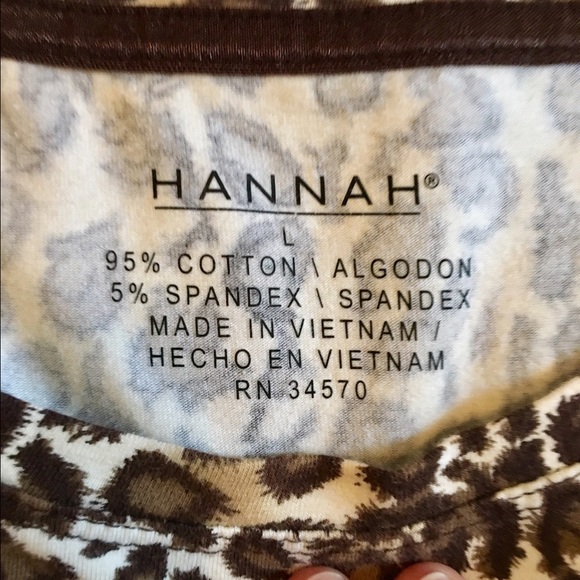 HANNAH®
L
95% COTTON \ ALGODON
5% SPANDEX \ SPANDEX
MADE IN VIETNAM /
HECHO EN VIETNAM
RN 34570